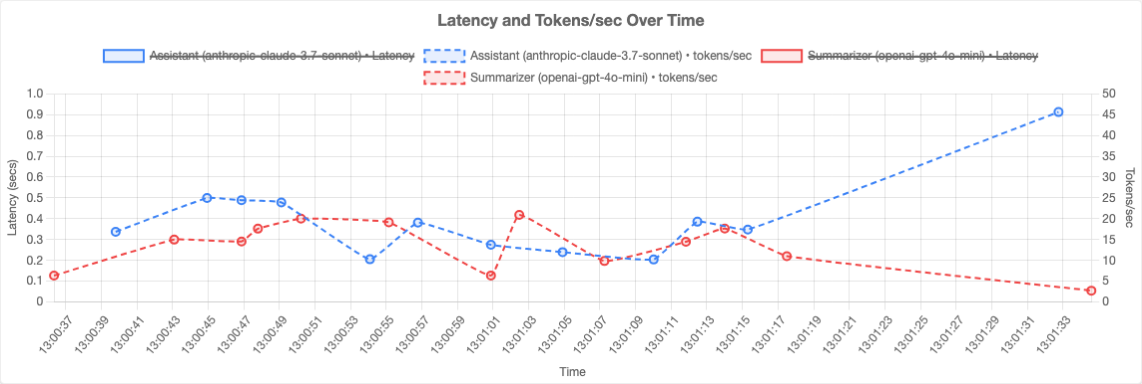 Latency and Tokens/sec Over Time
Assistant (anthropic-claude-3.7-sonnet) • Latency Assistant (anthropic-claude-3.7-sonnet) • tokens/sec Summarizer (openai-gpt-4o-mini) • Latency
Summarizer (openai-gpt-4o-mini) • tokens/sec
1.0 50
0.9 45
0.8 40
0.7 35
0.6 30
0.5 25
0.4 20
0.3 15
0.2 10
0.1 5
0 0
Latency (secs)
Tokens/sec
13:00:37 13:00:39 13:00:41 13:00:43 13:00:45 13:00:47 13:00:49 13:00:51 13:00:53 13:00:55 13:00:57 13:00:59 13:01:01 13:01:03 13:01:05 13:01:07 13:01:09 13:01:11 13:01:13 13:01:15 13:01:17 13:01:19 13:01:21 13:01:23 13:01:25 13:01:27 13:01:29 13:01:31 13:01:33
Time